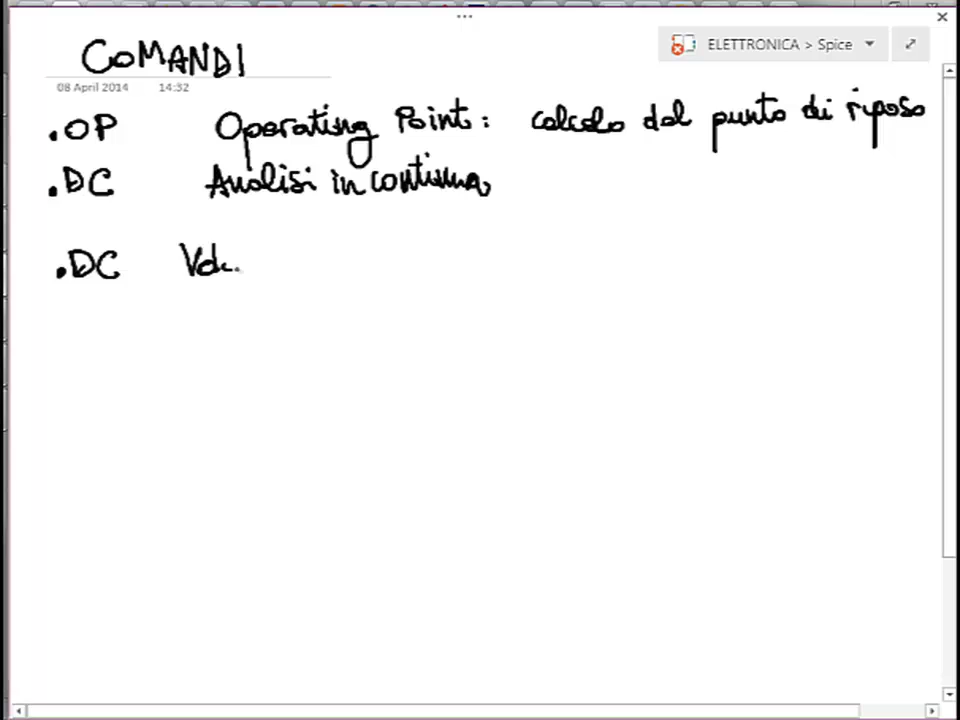 ELETTRONICA > Spice
COMANDI
08 April 2014 14:32
.OP Operating Point: calcolo del punto di riposo
.DC Analisi in continua
.DC Vdc